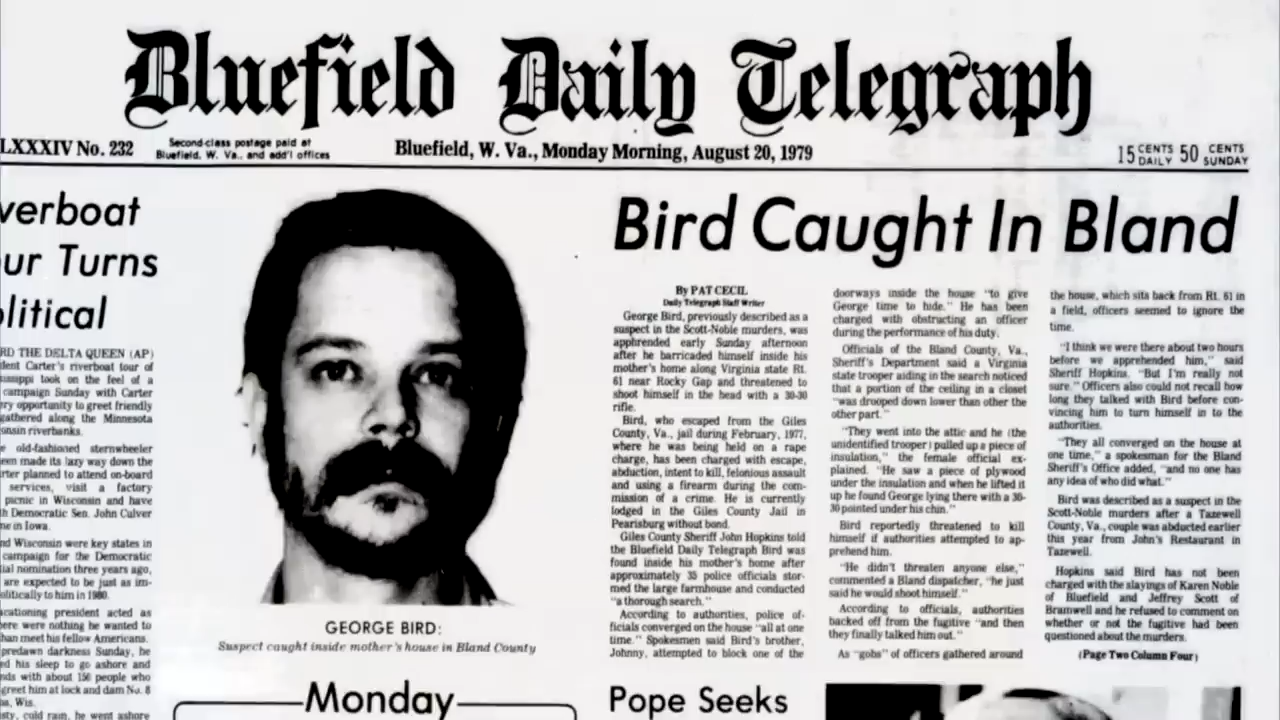 Bluefield Daily Telegraph
LXXXIV No. 232
Second-class postage paid at
Bluefield, W. Va., and add'l offices
Bluefield, W. Va., Monday Morning, August 20, 1979
15 CENTS DAILY 50 CENTS SUNDAY
verboat
ur Turns
olitical
RD THE DELTA QUEEN (AP)
dent Carter's riverboat tour of
issippi took on the feel of a
campaign Sunday with Carter
ery opportunity to greet friendly
gathered along the Minnesota
onsin riverbanks.
e old-fashioned sternwheeler
een made its lazy way down the
rter planned to attend on-board
services, visit a factory
picnic in Wisconsin and have
h Democratic Sen. John Culver
ne in Iowa.
nd Wisconsin were key states in
campaign for the Democratic
tial nomination three years ago,
are expected to be just as im-
olitically to him in 1980.
cationing president acted as
ere were nothing he wanted to
han meet his fellow Americans.
predawn darkness Sunday, he
ed his sleep to go ashore and
nds with about 150 people who
greet him at lock and dam No. 8
oa, Wis.
sty, cold rain, he went ashore
GEORGE BIRD:
Suspect caught inside mother's house in Bland County
Monday
Bird Caught In Bland
By PAT CECIL
Daily Telegraph Staff Writer
George Bird, previously described as a
suspect in the Scott-Noble murders, was
apprehended early Sunday afternoon
after he barricaded himself inside his
mother's home along Virginia state Rt.
61 near Rocky Gap and threatened to
shoot himself in the head with a 30-30
rifle.
Bird, who escaped from the Giles
County, Va., jail during February, 1977,
where he was being held on a rape
charge, has been charged with escape,
abduction, intent to kill, felonious assault
and using a firearm during the com-
mission of a crime. He is currently
lodged in the Giles County Jail in
Pearisburg without bond.
Giles County Sheriff John Hopkins told
the Bluefield Daily Telegraph Bird was
found inside his mother's home after
approximately 35 police officials stor-
med the large farmhouse and conducted
"a thorough search."
According to authorities, police of-
ficials converged on the house "all at one
time." Spokesmen said Bird's brother,
Johnny, attempted to block one of the
doorways inside the house "to give
George time to hide." He has been
charged with obstructing an officer
during the performance of his duty.
Officials of the Bland County, Va.,
Sheriff's Department said a Virginia
state trooper aiding in the search noticed
that a portion of the ceiling in a closet
"was drooped down lower than other the
other part."
"They went into the attic and he (the
unidentified trooper) pulled up a piece of
insulation," the female official ex-
plained. "He saw a piece of plywood
under the insulation and when he lifted it
up he found George lying there with a 30-
30 pointed under his chin."
Bird reportedly threatened to kill
himself if authorities attempted to ap-
prehend him.
"He didn't threaten anyone else,"
commented a Bland dispatcher, "he just
said he would shoot himself."
According to officials, authorities
backed off from the fugitive "and then
they finally talked him out."
As "gobs" of officers gathered around
the house, which sits back from Rt. 61 in
a field, officers seemed to ignore the
time.
"I think we were there about two hours
before we apprehended him," said
Sheriff Hopkins. "But I'm really not
sure." Officers also could not recall how
long they talked with Bird before con-
vincing him to turn himself in to the
authorities.
"They all converged on the house at
one time," a spokesman for the Bland
Sheriff's Office added, "and no one has
any idea of who did what."
Bird was described as a suspect in the
Scott-Noble murders after a Tazewell
County, Va., couple was abducted earlier
this year from John's Restaurant in
Tazewell.
Hopkins said Bird has not been
charged with the slayings of Karen Noble
of Bluefield and Jeffrey Scott of
Bramwell and he refused to comment on
whether or not the fugitive had been
questioned about the murders.
(Page Two Column Four)
Pope Seeks